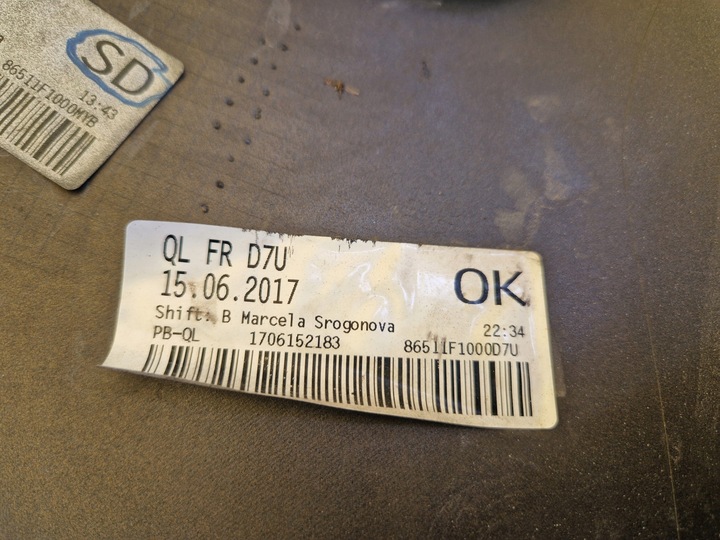 SD
13:43
86511F1000WYB
QL FR D7U
15.06.2017
OK
Shift: B Marcela Srogonova
22:34
PB-QL 1706152183 86511F1000D7U